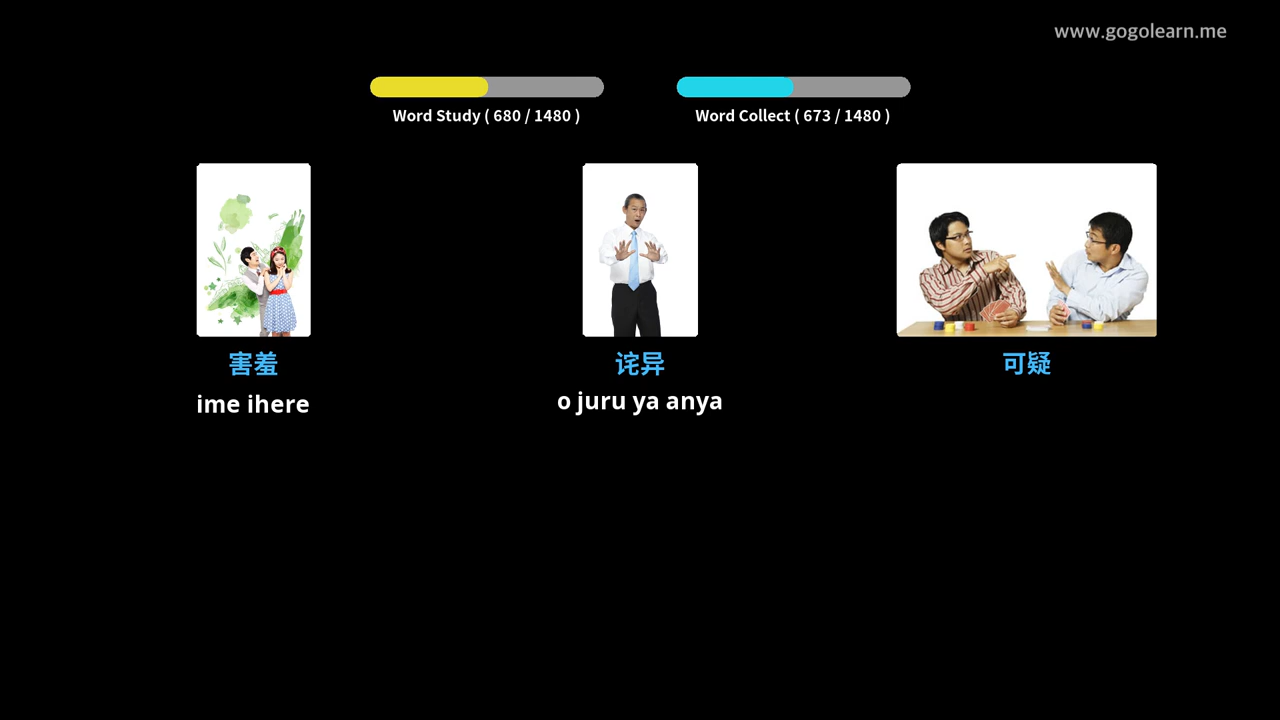 www.gogolearn.me
Word Study ( 680 / 1480 )
Word Collect ( 673 / 1480 )
害羞
诧异
可疑
ime ihere
o juru ya anya